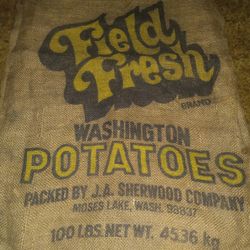 Field
Fresh
BRAND
WASHINGTON
POTATOES
PACKED BY J.A. SHERWOOD COMPANY
MOSES LAKE, WASH. 98837
100 LBS. NET WT. 45.36 kg